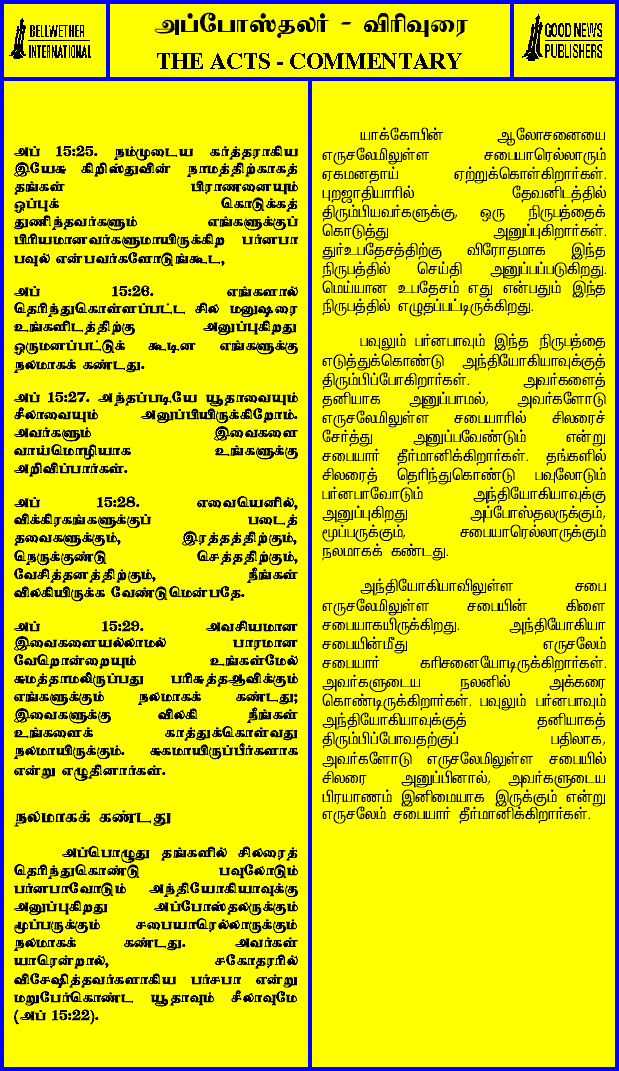 BELLWETHER
INTERNATIONAL
அப்போஸ்தலர் - விரிவுரை
THE ACTS - COMMENTARY
GOOD NEWS
PUBLISHERS
அப் 15:25. நம்முடைய கர்த்தராகிய
இயேசு கிறிஸ்துவின் நாமத்திற்காகத்
தங்கள் பிராணனையும்
ஒப்புக் கொடுக்கத்
துணிந்தவர்களும் எங்களுக்குப்
பிரியமானவர்களுமாயிருக்கிற பர்னபா
பவுல் என்பவர்களோடுங்கூட,
அப் 15:26. எங்களால்
தெரிந்துகொள்ளப்பட்ட சில மனுஷரை
உங்களிடத்திற்கு அனுப்புகிறது
ஒருமனப்பட்டுக் கூடின எங்களுக்கு
நலமாகக் கண்டது.
அப் 15:27. அந்தப்படியே யூதாவையும்
சீலாவையும் அனுப்பியிருக்கிறோம்.
அவர்களும் இவைகளை
வாய்மொழியாக உங்களுக்கு
அறிவிப்பார்கள்.
அப் 15:28. எவையெனில்,
விக்கிரகங்களுக்குப் படைத்
தவைகளுக்கும், இரத்தத்திற்கும்,
நெருக்குண்டு செத்ததிற்கும்,
வேசித்தனத்திற்கும், நீங்கள்
விலகியிருக்க வேண்டுமென்பதே.
அப் 15:29. அவசியமான
இவைகளையல்லாமல் பாரமான
வேறொன்றையும் உங்கள்மேல்
சுமத்தாமலிருப்பது பரிசுத்தஆவிக்கும்
எங்களுக்கும் நலமாகக் கண்டது;
இவைகளுக்கு விலகி நீங்கள்
உங்களைக் காத்துக்கொள்வது
நலமாயிருக்கும். சுகமாயிருப்பீர்களாக
என்று எழுதினார்கள்.
நலமாகக் கண்டது
அப்பொழுது தங்களில் சிலரைத்
தெரிந்துகொண்டு பவுலோடும்
பர்னபாவோடும் அந்தியோகியாவுக்கு
அனுப்புகிறது அப்போஸ்தலருக்கும்
மூப்பருக்கும் சபையாரெல்லாருக்கும்
நலமாகக் கண்டது. அவர்கள்
யாரென்றால், சகோதரரில்
விசேஷித்தவர்களாகிய பர்சபா என்று
மறுபேர்கொண்ட யூதாவும் சீலாவுமே
(அப் 15:22).
யாக்கோபின் ஆலோசனையை
எருசலேமிலுள்ள சபையாரெல்லாரும்
ஏகமனதாய் ஏற்றுக்கொள்கிறார்கள்.
புறஜாதியாரில் தேவனிடத்தில்
திரும்பியவர்களுக்கு, ஒரு நிருபத்தைக்
கொடுத்து அனுப்புகிறார்கள்.
துர்உபதேசத்திற்கு விரோதமாக இந்த
நிருபத்தில் செய்தி அனுப்பப்படுகிறது.
மெய்யான உபதேசம் எது என்பதும் இந்த
நிருபத்தில் எழுதப்பட்டிருக்கிறது.
பவுலும் பர்னபாவும் இந்த நிருபத்தை
எடுத்துக்கொண்டு அந்தியோகியாவுக்குத்
திரும்பிப்போகிறார்கள். அவர்களைத்
தனியாக அனுப்பாமல், அவர்களோடு
எருசலேமிலுள்ள சபையாரில் சிலரைச்
சேர்த்து அனுப்பவேண்டும் என்று
சபையார் தீர்மானிக்கிறார்கள். தங்களில்
சிலரைத் தெரிந்துகொண்டு பவுலோடும்
பர்னபாவோடும் அந்தியோகியாவுக்கு
அனுப்புகிறது அப்போஸ்தலருக்கும்,
மூப்பருக்கும், சபையாரெல்லாருக்கும்
நலமாகக் கண்டது.
அந்தியோகியாவிலுள்ள சபை
எருசலேமிலுள்ள சபையின் கிளை
சபையாகயிருக்கிறது. அந்தியோகியா
சபையின்மீது எருசலேம்
சபையார் கரிசனையோடிருக்கிறார்கள்.
அவர்களுடைய நலனில் அக்கரை
கொண்டிருக்கிறார்கள். பவுலும் பர்னபாவும்
அந்தியோகியாவுக்குத் தனியாகத்
திரும்பிப்போவதற்குப் பதிலாக,
அவர்களோடு எருசலேமிலுள்ள சபையில்
சிலரை அனுப்பினால், அவர்களுடைய
பிரயாணம் இனிமையாக இருக்கும் என்று
எருசலேம் சபையார் தீர்மானிக்கிறார்கள்.